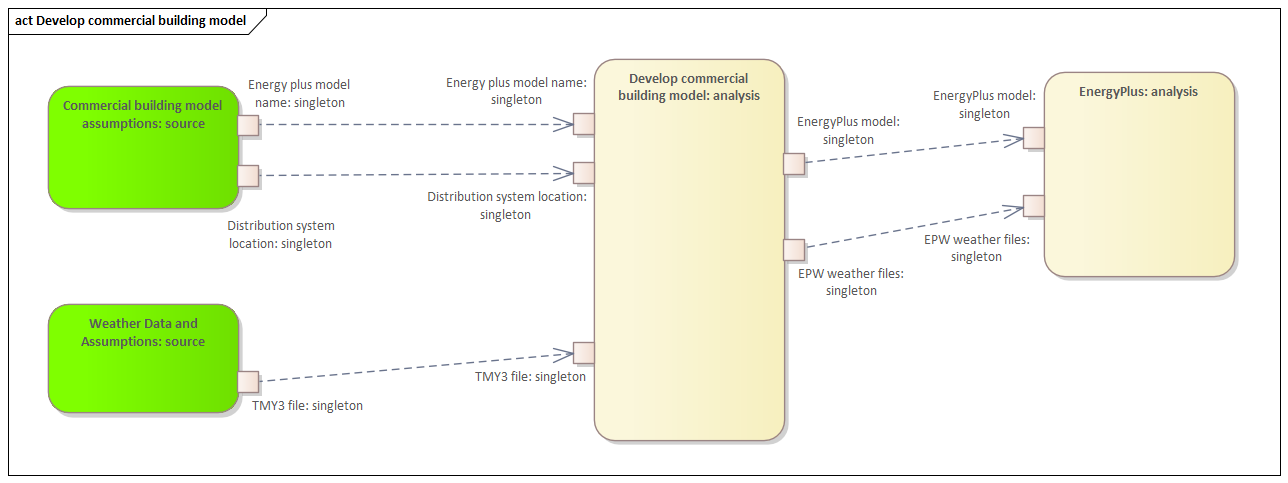 act Develop commercial building model
Commercial building model
assumptions: source
Energy plus model
name: singleton
Distribution system
location: singleton
Weather Data and
Assumptions: source
TMY3 file: singleton
Energy plus model name:
singleton
Distribution system location:
singleton
TMY3 file: singleton
Develop commercial
building model: analysis
EnergyPlus model:
singleton
EPW weather files:
singleton
EnergyPlus model:
singleton
EPW weather files:
singleton
EnergyPlus: analysis